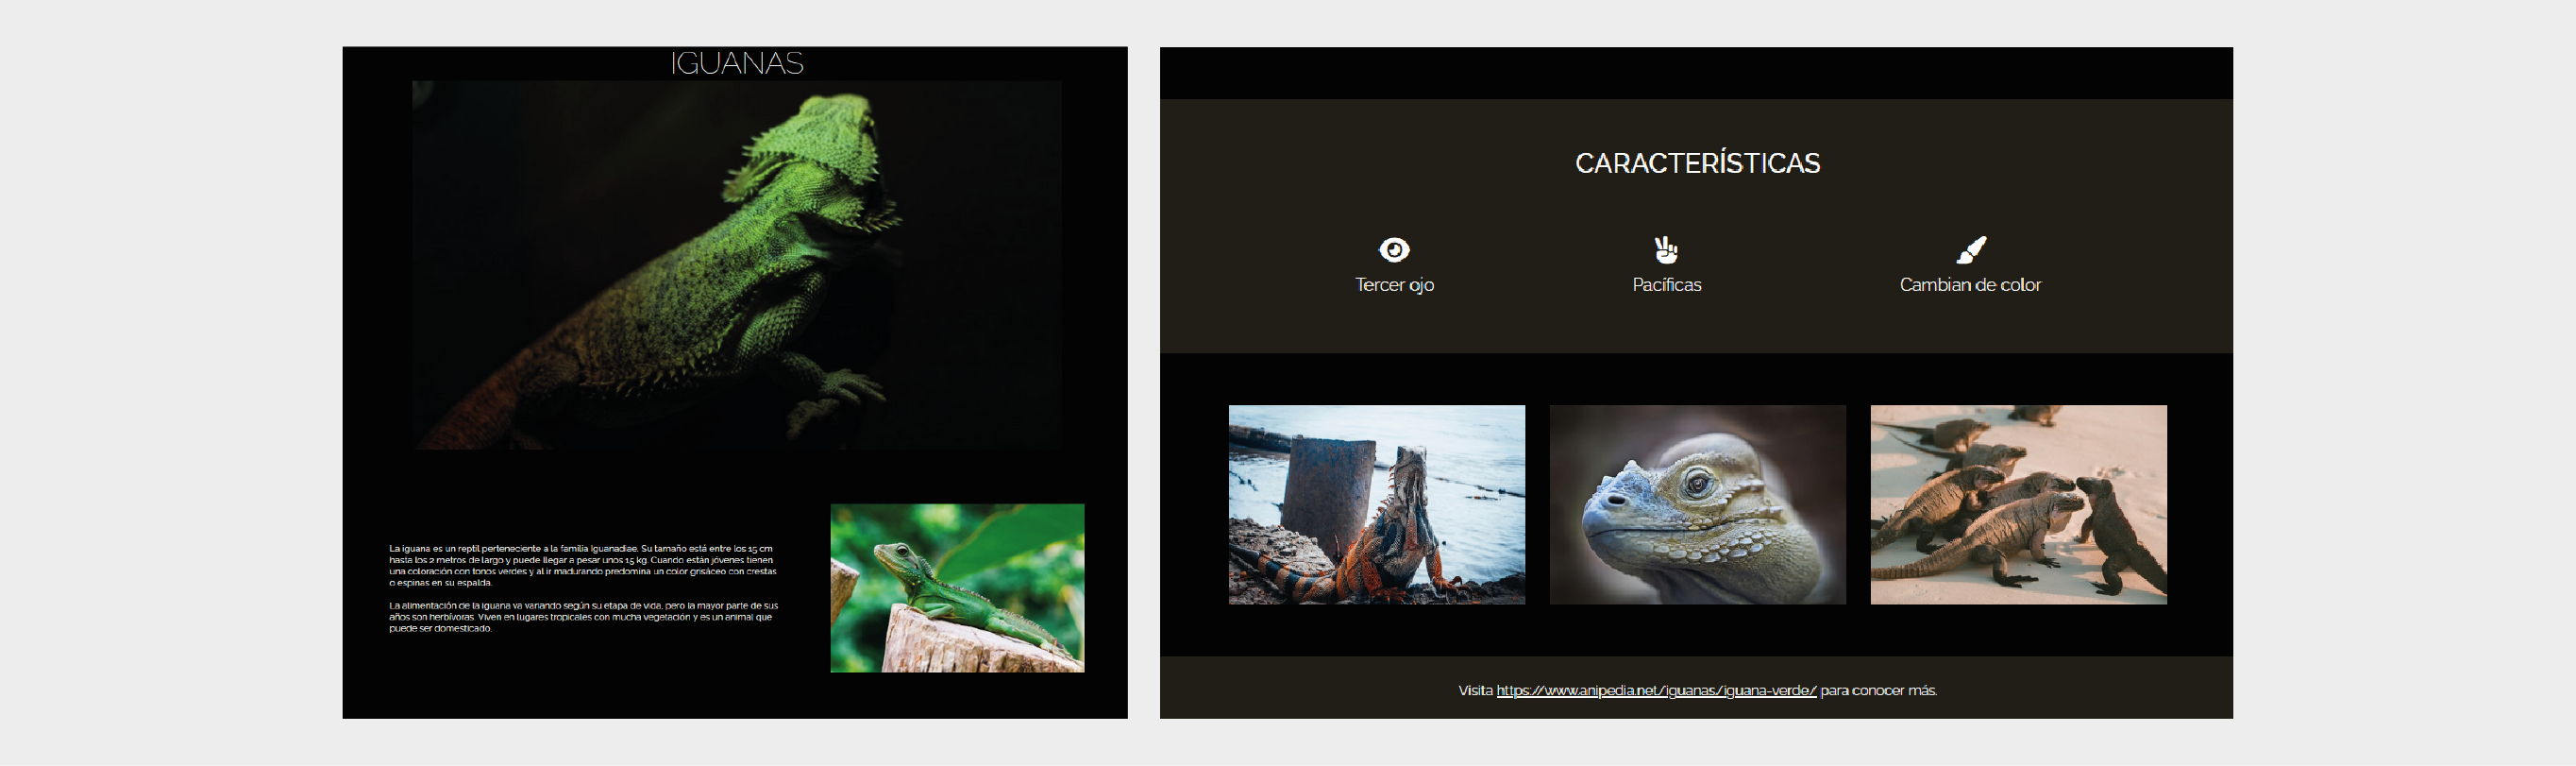 IGUANAS
La iguana es un reptil perteneciente a la familia Iguanadiae. Su tamaño está entre los 15 cm
hasta los 2 metros de largo y puede llegar a pesar unos 15 kg. Cuando están jóvenes tienen
una coloración con tonos verdes y al ir madurando predomina un color grisáceo con crestas
o espinas en su espalda.
La alimentación de la iguana va variando según su etapa de vida, pero la mayor parte de sus
años son herbívoras. Viven en lugares tropicales con mucha vegetación y es un animal que
puede ser domesticado.
CARACTERÍSTICAS
Tercer ojo
Pacíficas
Cambian de color
Visita https://www.anipedia.net/iguanas/iguana-verde/ para conocer más.